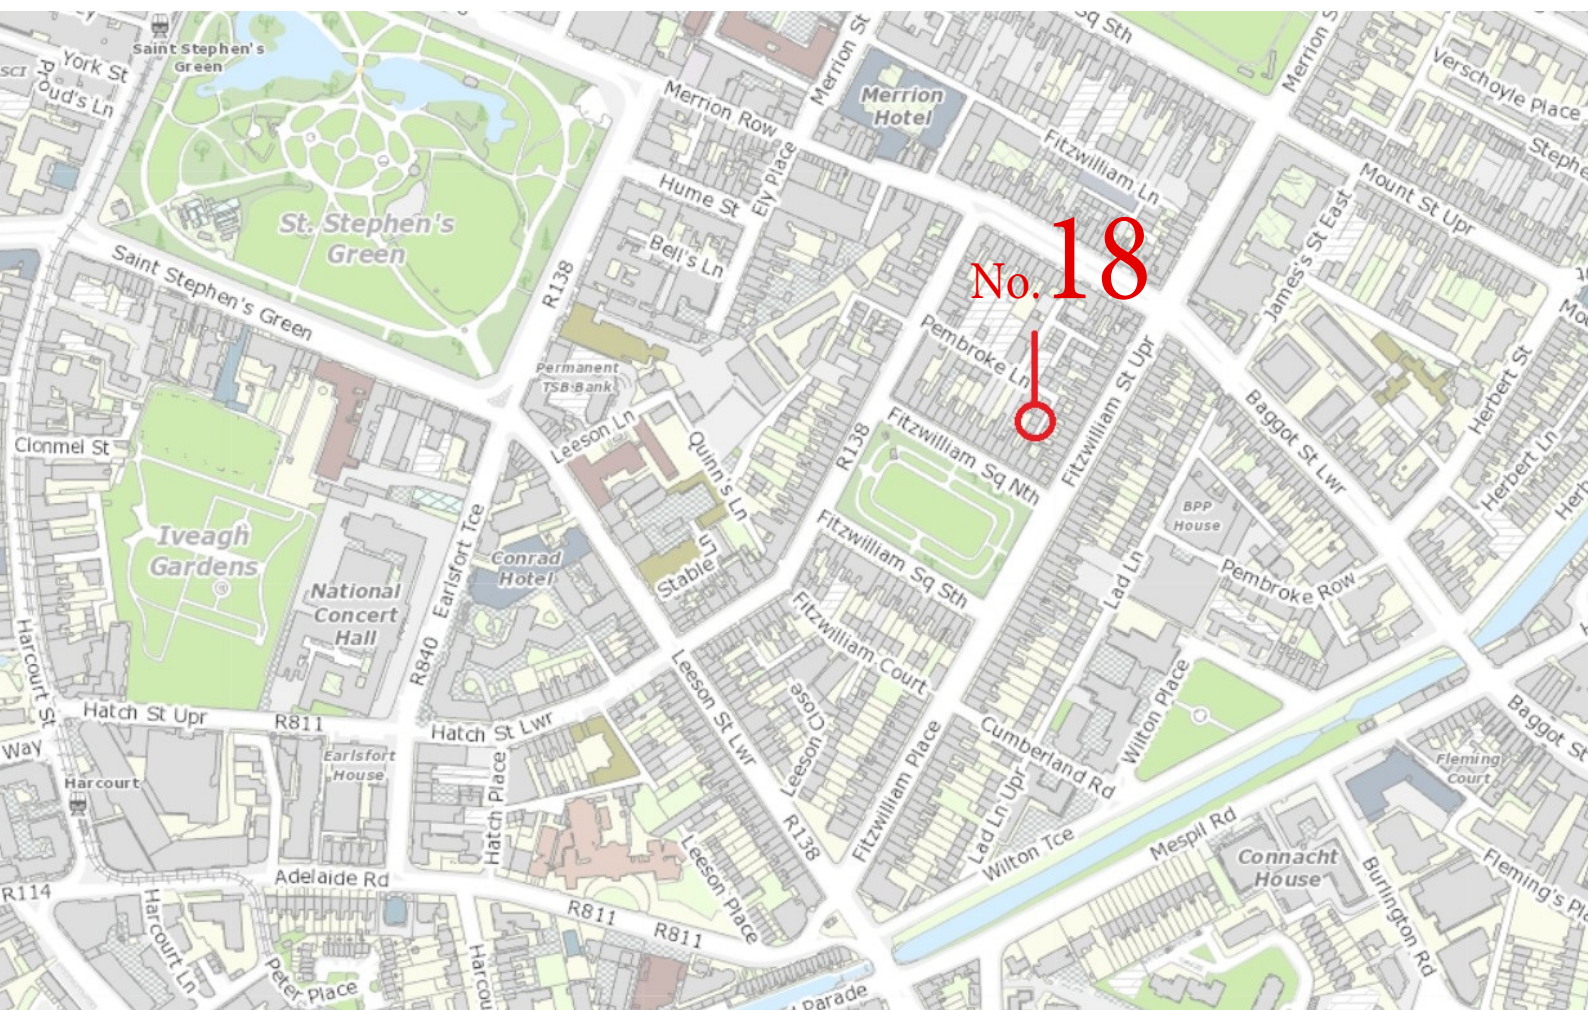 Saint Stephen's
Green
York St
Proud's Ln
RCSI
St. Stephen's
Green
Saint Stephen's Green
R138
Merrion Row
Merrion St
Merrion
Hotel
Sq Sth
Merrion S
Verschoyle Place
Stephe
Mount St Upr
Fitzwilliam Ln
Hume St
Ely Place
Bell's Ln
No. 18
James's St East
Pembroke Ln
Fitzwilliam St Upr
Baggot St Lwr
Herbert St
Herbert Ln
Herb
Permanent
TSB Bank
Leeson Ln
Quinn's Ln
R138
Fitzwilliam Sq Nth
Clonmel St
Iveagh
Gardens
National
Concert
Hall
Earlsfort Tce
R840
Conrad
Hotel
Stable Ln
Fitzwilliam Sq Sth
Fitzwilliam Court
BPP
House
Lad Ln
Pembroke Row
Harcourt St
Hatch St Upr
R811
Hatch St Lwr
Leeson St Lwr
Leeson Close
Fitzwilliam Place
Cumberland Rd
Wilton Place
Baggot St
Way
Harcourt
Earlsfort
House
Hatch Place
R138
Lad Ln Upr
Wilton Tce
Mespil Rd
Fleming
Court
Fleming's Pla
Connacht
House
Burlington Rd
R114
Adelaide Rd
Leeson Place
R811
R811
Harcourt Ln
Peter Place
Harcou
Parade